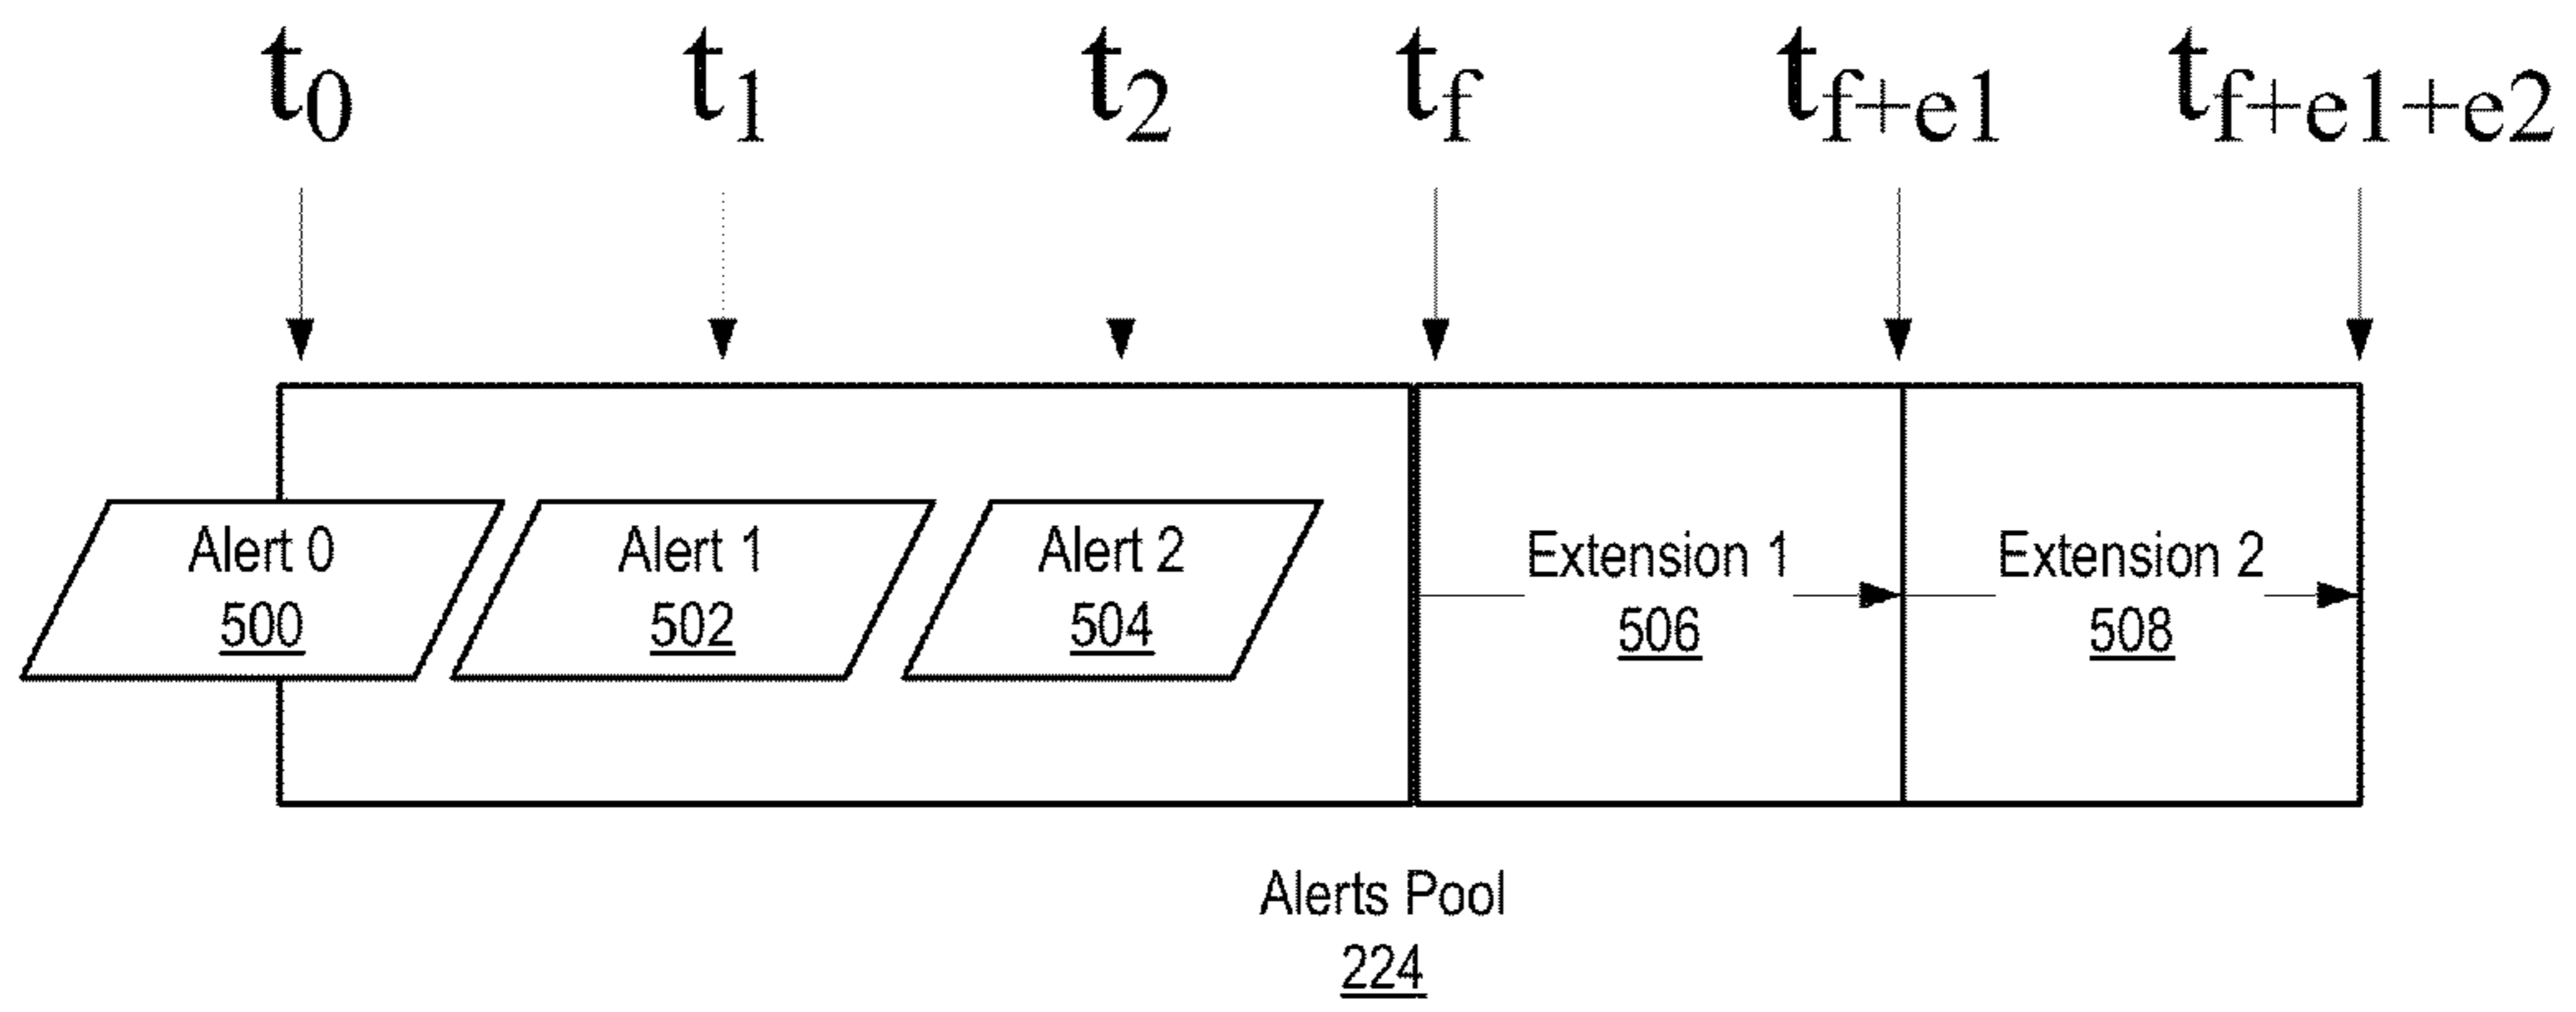 t0 t1 t2 tf tf+e1 tf+e1+e2
Alert 0
500
Alert 1
502
Alert 2
504
Extension 1
506
Extension 2
508
Alerts Pool
224